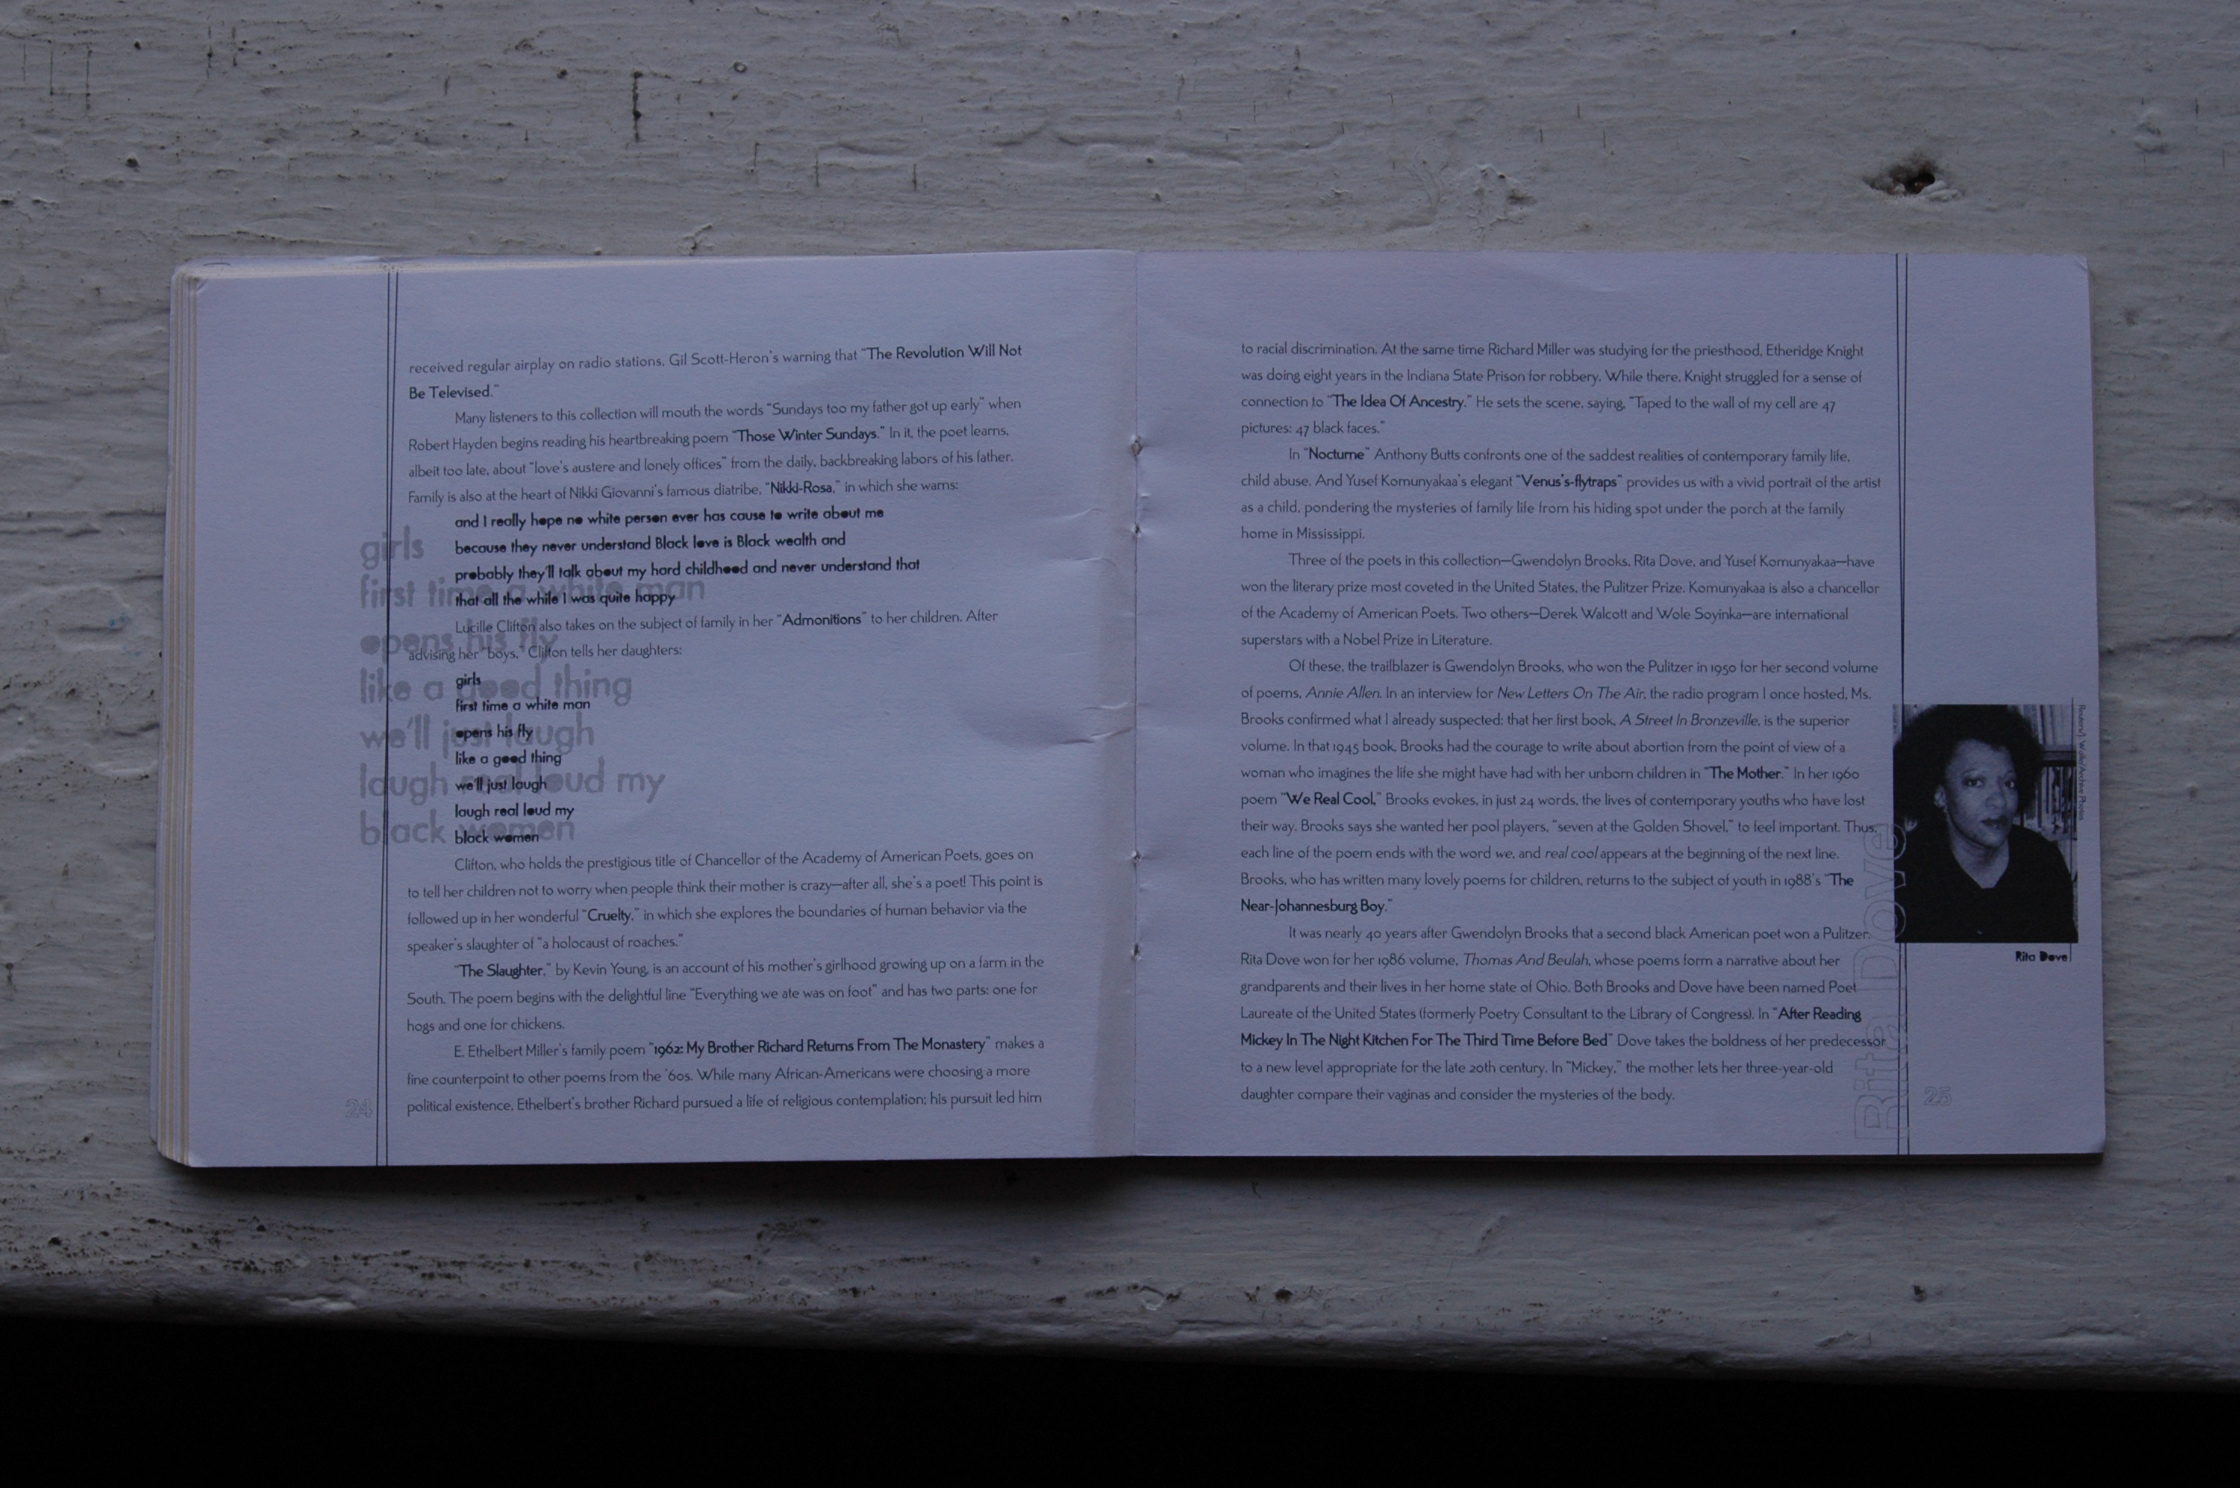 received regular airplay on radio stations, Gil Scott-Heron's warning that "The Revolution Will Not
Be Televised."
Many listeners to this collection will mouth the words "Sundays too my father got up early" when
Robert Hayden begins reading his heartbreaking poem "Those Winter Sundays." In it, the poet learns,
albeit too late, about "love's austere and lonely offices" from the daily, backbreaking labors of his father.
Family is also at the heart of Nikki Giovanni's famous diatribe, "Nikki-Rosa," in which she warns:
and I really hope no white person ever has cause to write about me
because they never understand Black love is Black wealth and
probably they'll talk about my hard childhood and never understand that
that all the while I was quite happy
Lucille Clifton also takes on the subject of family in her "Admonitions" to her children. After
advising her "boys," Clifton tells her daughters:
girls
first time a white man
opens his fly
like a good thing
we'll just laugh
laugh real loud my
black women
Clifton, who holds the prestigious title of Chancellor of the Academy of American Poets, goes on
to tell her children not to worry when people think their mother is crazy—after all, she's a poet! This point is
followed up in her wonderful "Cruelty," in which she explores the boundaries of human behavior via the
speaker's slaughter of "a holocaust of roaches."
"The Slaughter," by Kevin Young, is an account of his mother's girlhood growing up on a farm in the
South. The poem begins with the delightful line "Everything we ate was on foot" and has two parts: one for
hogs and one for chickens.
E. Ethelbert Miller's family poem "1962: My Brother Richard Returns From The Monastery" makes a
fine counterpoint to other poems from the '60s. While many African-Americans were choosing a more
political existence, Ethelbert's brother Richard pursued a life of religious contemplation; his pursuit led him
girls
first time a white man
opens his fly
like a good thing
we'll just laugh
laugh real loud my
black women
24
to racial discrimination. At the same time Richard Miller was studying for the priesthood, Etheridge Knight
was doing eight years in the Indiana State Prison for robbery. While there, Knight struggled for a sense of
connection to "The Idea Of Ancestry." He sets the scene, saying, "Taped to the wall of my cell are 47
pictures: 47 black faces."
In "Nocturne" Anthony Butts confronts one of the saddest realities of contemporary family life,
child abuse. And Yusef Komunyakaa's elegant "Venus's-flytraps" provides us with a vivid portrait of the artist
as a child, pondering the mysteries of family life from his hiding spot under the porch at the family
home in Mississippi.
Three of the poets in this collection—Gwendolyn Brooks, Rita Dove, and Yusef Komunyakaa—have
won the literary prize most coveted in the United States, the Pulitzer Prize. Komunyakaa is also a chancellor
of the Academy of American Poets. Two others—Derek Walcott and Wole Soyinka—are international
superstars with a Nobel Prize in Literature.
Of these, the trailblazer is Gwendolyn Brooks, who won the Pulitzer in 1950 for her second volume
of poems, Annie Allen. In an interview for New Letters On The Air, the radio program I once hosted, Ms.
Brooks confirmed what I already suspected: that her first book, A Street In Bronzeville, is the superior
volume. In that 1945 book, Brooks had the courage to write about abortion from the point of view of a
woman who imagines the life she might have had with her unborn children in "The Mother." In her 1960
poem "We Real Cool," Brooks evokes, in just 24 words, the lives of contemporary youths who have lost
their way. Brooks says she wanted her pool players, "seven at the Golden Shovel," to feel important. Thus,
each line of the poem ends with the word we, and real cool appears at the beginning of the next line.
Brooks, who has written many lovely poems for children, returns to the subject of youth in 1988's "The
Near-Johannesburg Boy."
It was nearly 40 years after Gwendolyn Brooks that a second black American poet won a Pulitzer.
Rita Dove won for her 1986 volume, Thomas And Beulah, whose poems form a narrative about her
grandparents and their lives in her home state of Ohio. Both Brooks and Dove have been named Poet
Laureate of the United States (formerly Poetry Consultant to the Library of Congress). In "After Reading
Mickey In The Night Kitchen For The Third Time Before Bed" Dove takes the boldness of her predecessor
to a new level appropriate for the late 20th century. In "Mickey," the mother lets her three-year-old
daughter compare their vaginas and consider the mysteries of the body.
Rita Dove
Rita Dove
25